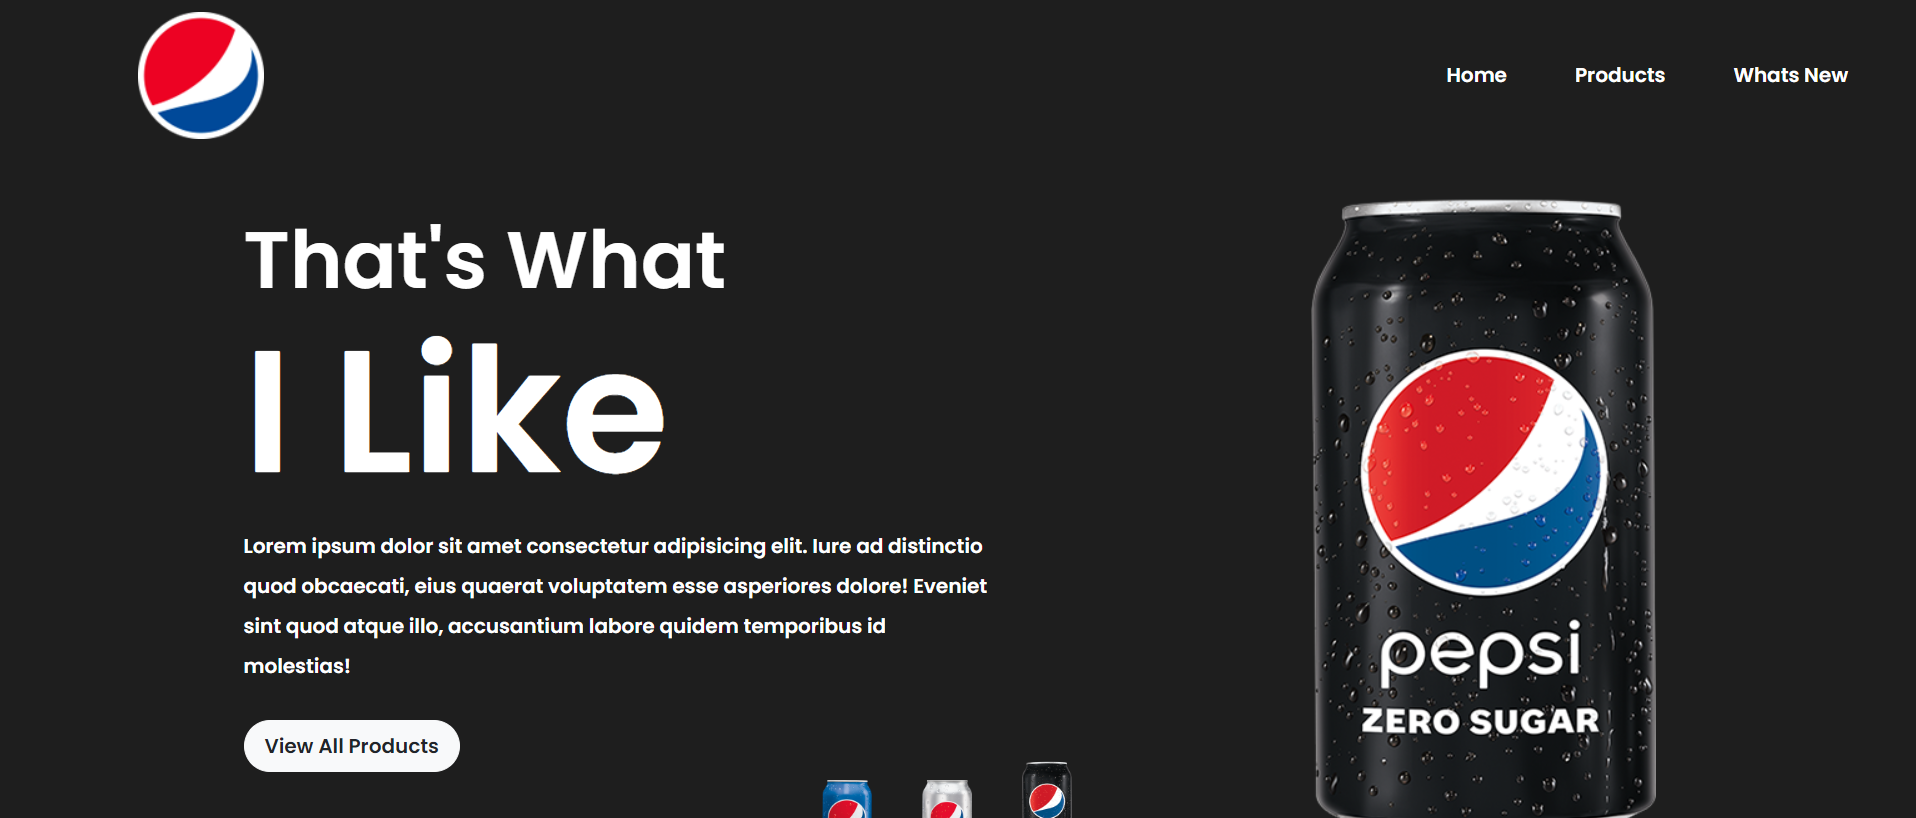 Home
Products
Whats New
That's What
I Like
Lorem ipsum dolor sit amet consectetur adipisicing elit. Iure ad distinctio
quod obcaecati, eius quaerat voluptatem esse asperiores dolore! Eveniet
sint quod atque illo, accusantium labore quidem temporibus id
molestias!
View All Products
pepsi
ZERO SUGAR